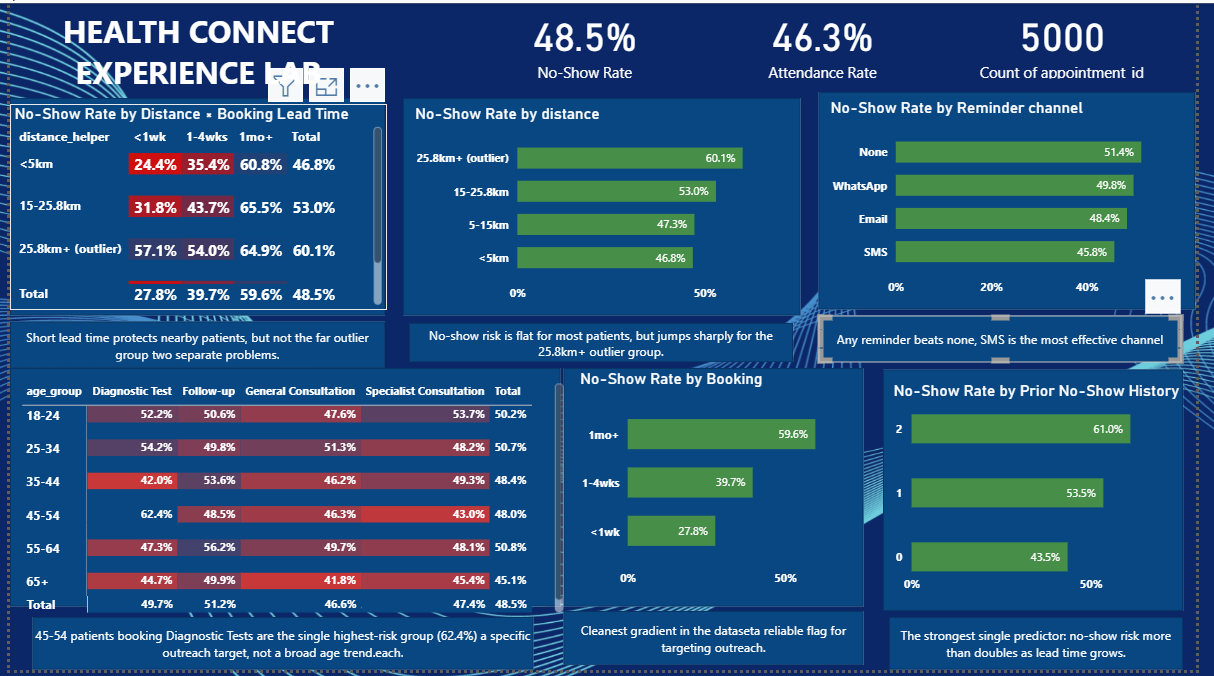 HEALTH CONNECT
EXPERIENCE LAB
48.5%
No-Show Rate
46.3%
Attendance Rate
5000
Count of appointment_id
No-Show Rate by Distance × Booking Lead Time
distance_helper <1wk 1-4wks 1mo+ Total
<5km 24.4% 35.4% 60.8% 46.8%
15-25.8km 31.8% 43.7% 65.5% 53.0%
25.8km+ (outlier) 57.1% 54.0% 64.9% 60.1%
Total 27.8% 39.7% 59.6% 48.5%
Short lead time protects nearby patients, but not the far outlier
group two separate problems.
No-Show Rate by distance
25.8km+ (outlier) 60.1%
15-25.8km 53.0%
5-15km 47.3%
<5km 46.8%
0% 50%
No-show risk is flat for most patients, but jumps sharply for the
25.8km+ outlier group.
No-Show Rate by Reminder channel
None 51.4%
WhatsApp 49.8%
Email 48.4%
SMS 45.8%
0% 20% 40%
Any reminder beats none, SMS is the most effective channel
age_group Diagnostic Test Follow-up General Consultation Specialist Consultation Total
18-24 52.2% 50.6% 47.6% 53.7% 50.2%
25-34 54.2% 49.8% 51.3% 48.2% 50.7%
35-44 42.0% 53.6% 46.2% 49.3% 48.4%
45-54 62.4% 48.5% 46.3% 43.0% 48.0%
55-64 47.3% 56.2% 49.7% 48.1% 50.8%
65+ 44.7% 49.9% 41.8% 45.4% 45.1%
Total 49.7% 51.2% 46.6% 47.4% 48.5%
45-54 patients booking Diagnostic Tests are the single highest-risk group (62.4%) a specific
outreach target, not a broad age trend.each.
No-Show Rate by Booking
1mo+ 59.6%
1-4wks 39.7%
<1wk 27.8%
0% 50%
Cleanest gradient in the dataseta reliable flag for
targeting outreach.
No-Show Rate by Prior No-Show History
2 61.0%
1 53.5%
0 43.5%
0% 50%
The strongest single predictor: no-show risk more
than doubles as lead time grows.